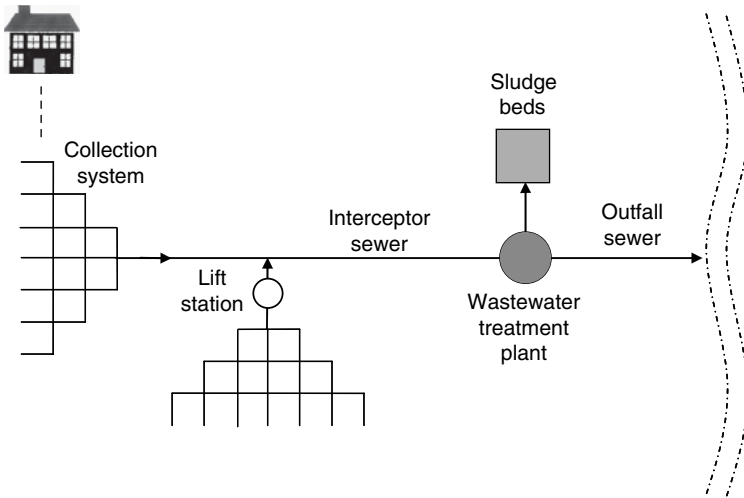 Sludge
beds
Collection
system
Interceptor
sewer
Outfall
sewer
Lift
station
Wastewater
treatment
plant